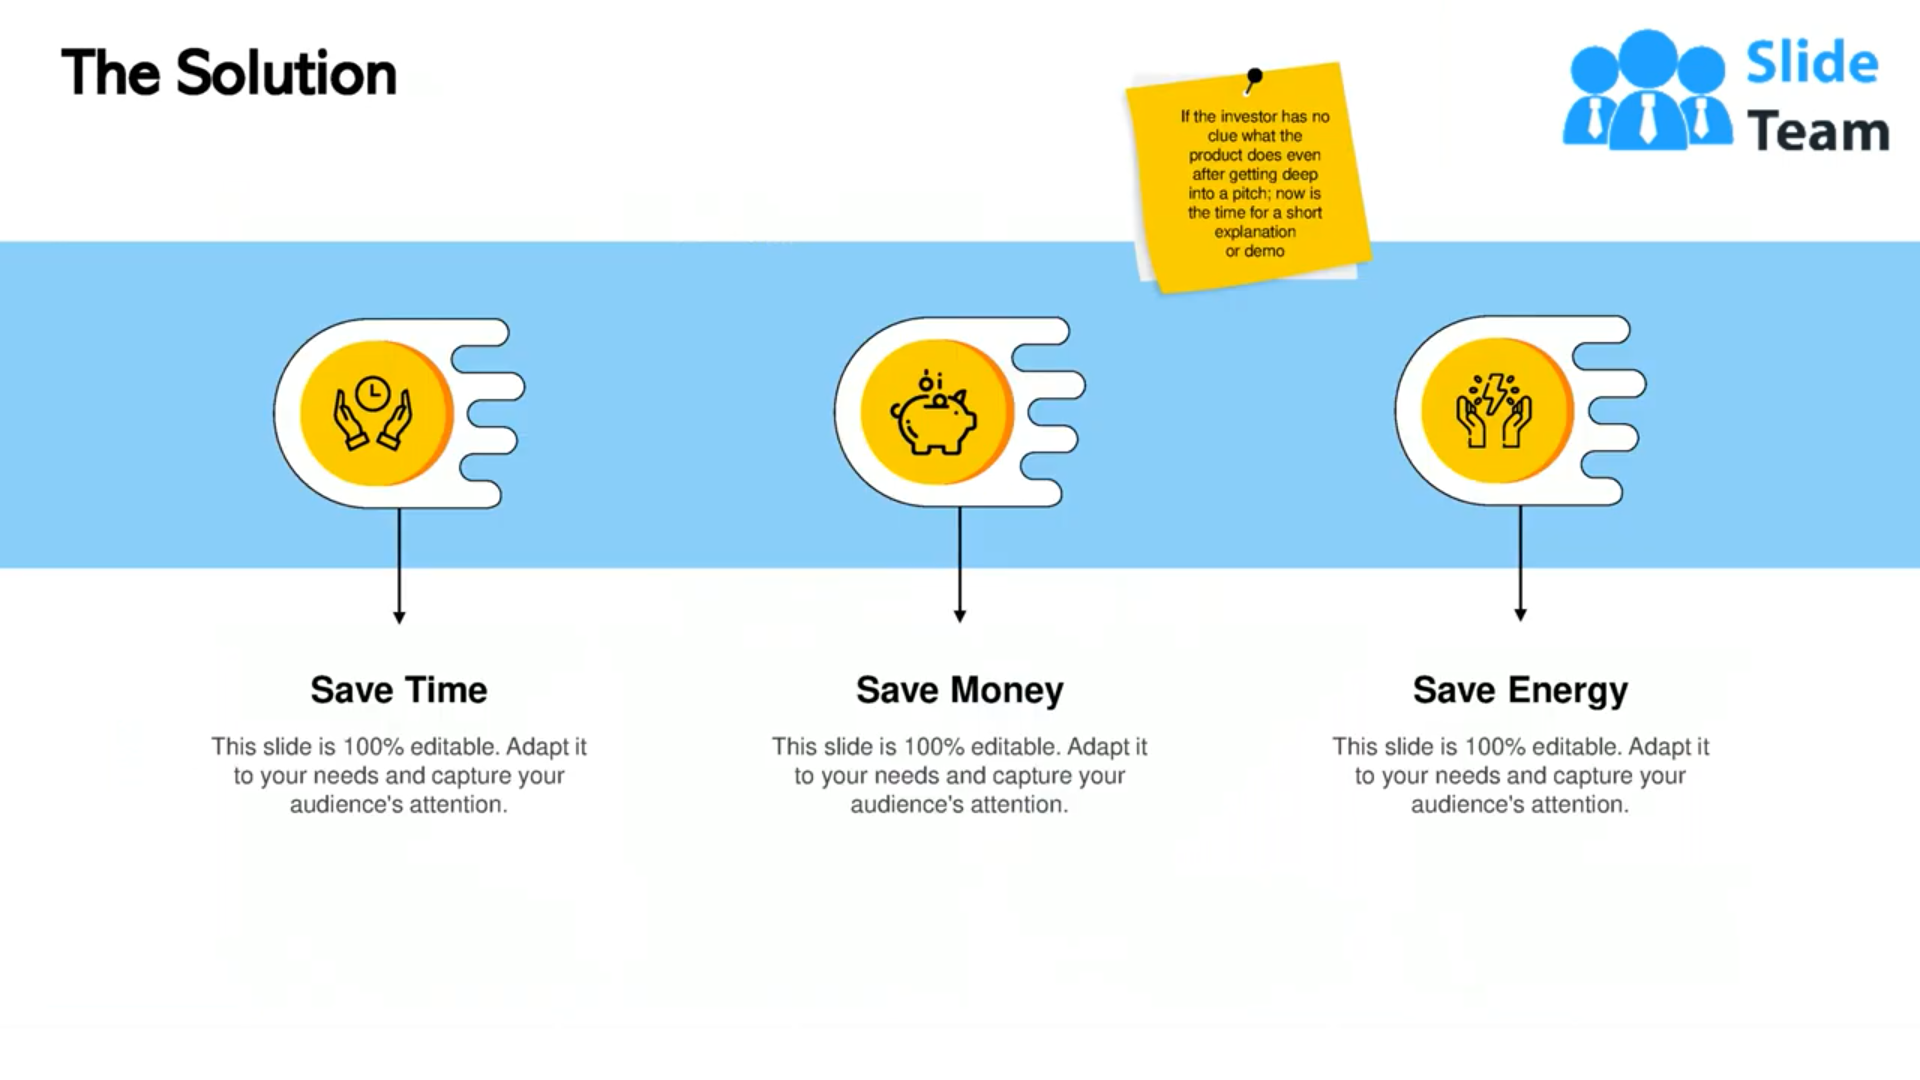 The Solution
If the investor has no
clue what the
product does even
after getting deep
into a pitch; now is
the time for a short
explanation
or demo
Slide
Team
Save Time
This slide is 100% editable. Adapt it
to your needs and capture your
audience's attention.
Save Money
This slide is 100% editable. Adapt it
to your needs and capture your
audience's attention.
Save Energy
This slide is 100% editable. Adapt it
to your needs and capture your
audience's attention.